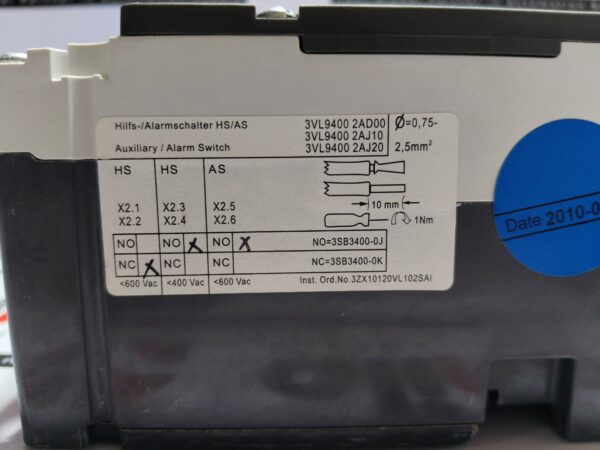 Hilfs-/Alarmschalter HS/AS 3VL9400 2AD00 Ø=0,75-
3VL9400 2AJ10
Auxiliary / Alarm Switch 3VL9400 2AJ20 2,5mm²
HS HS AS
X2.1 X2.3 X2.5 10 mm
X2.2 X2.4 X2.6 1Nm
NO NO X NO X NO=3SB3400-0J
NC X NC NC NC=3SB3400-0K
<600 Vac <400 Vac <600 Vac Inst. Ord.No.3ZX10120VL102SAI
Date 2010-0